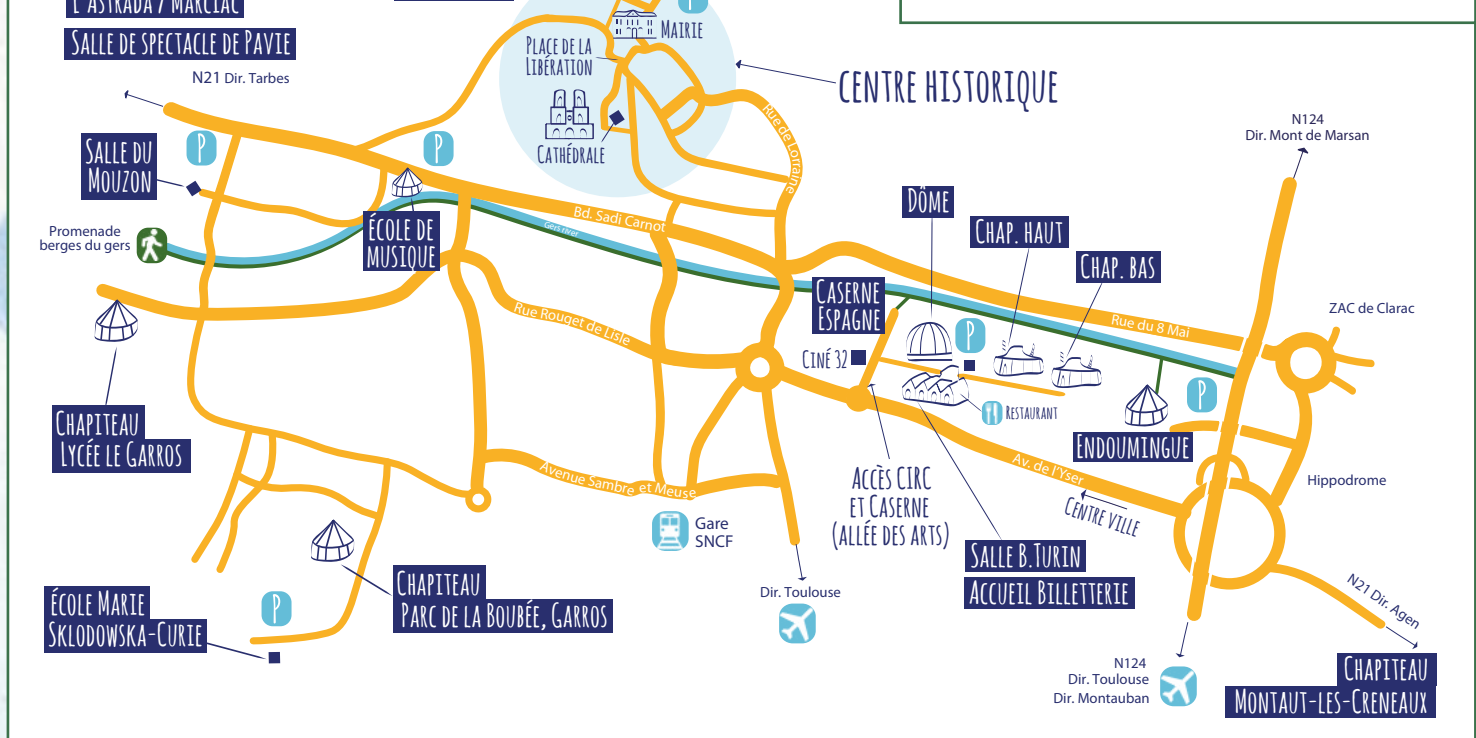 L'ASTRADA / MARCIAC
SALLE DE SPECTACLE DE PAVIE
N21 Dir. Tarbes
P
MAIRIE
PLACE DE LA
LIBÉRATION
CATHÉDRALE
CENTRE HISTORIQUE
Rue de Lorraine
N124
Dir. Mont de Marsan
SALLE DU
MOUZON
P
P
Promenade
berges du gers
ÉCOLE DE
MUSIQUE
Bd. Sadi Carnot
Gers river
DÔME
CHAP. HAUT
CHAP. BAS
CASERNE
ESPAGNE
CINÉ 32
P
Rue du 8 Mai
ZAC de Clarac
Rue Rouget de Lisle
RESTAURANT
P
CHAPITEAU
LYCÉE LE GARROS
ENDOUMINGUE
Avenue Sambre et Meuse
Av. de l'Yser
CENTRE VILLE
Hippodrome
ACCÈS CIRC
ET CASERNE
(ALLÉE DES ARTS)
Gare
SNCF
SALLE B.TURIN
ACCUEIL BILLETTERIE
CHAPITEAU
PARC DE LA BOUBÉE, GARROS
ÉCOLE MARIE
SKLODOWSKA-CURIE
P
Dir. Toulouse
N21 Dir. Agen
N124
Dir. Toulouse
Dir. Montauban
CHAPITEAU
MONTAUT-LES-CRENEAUX